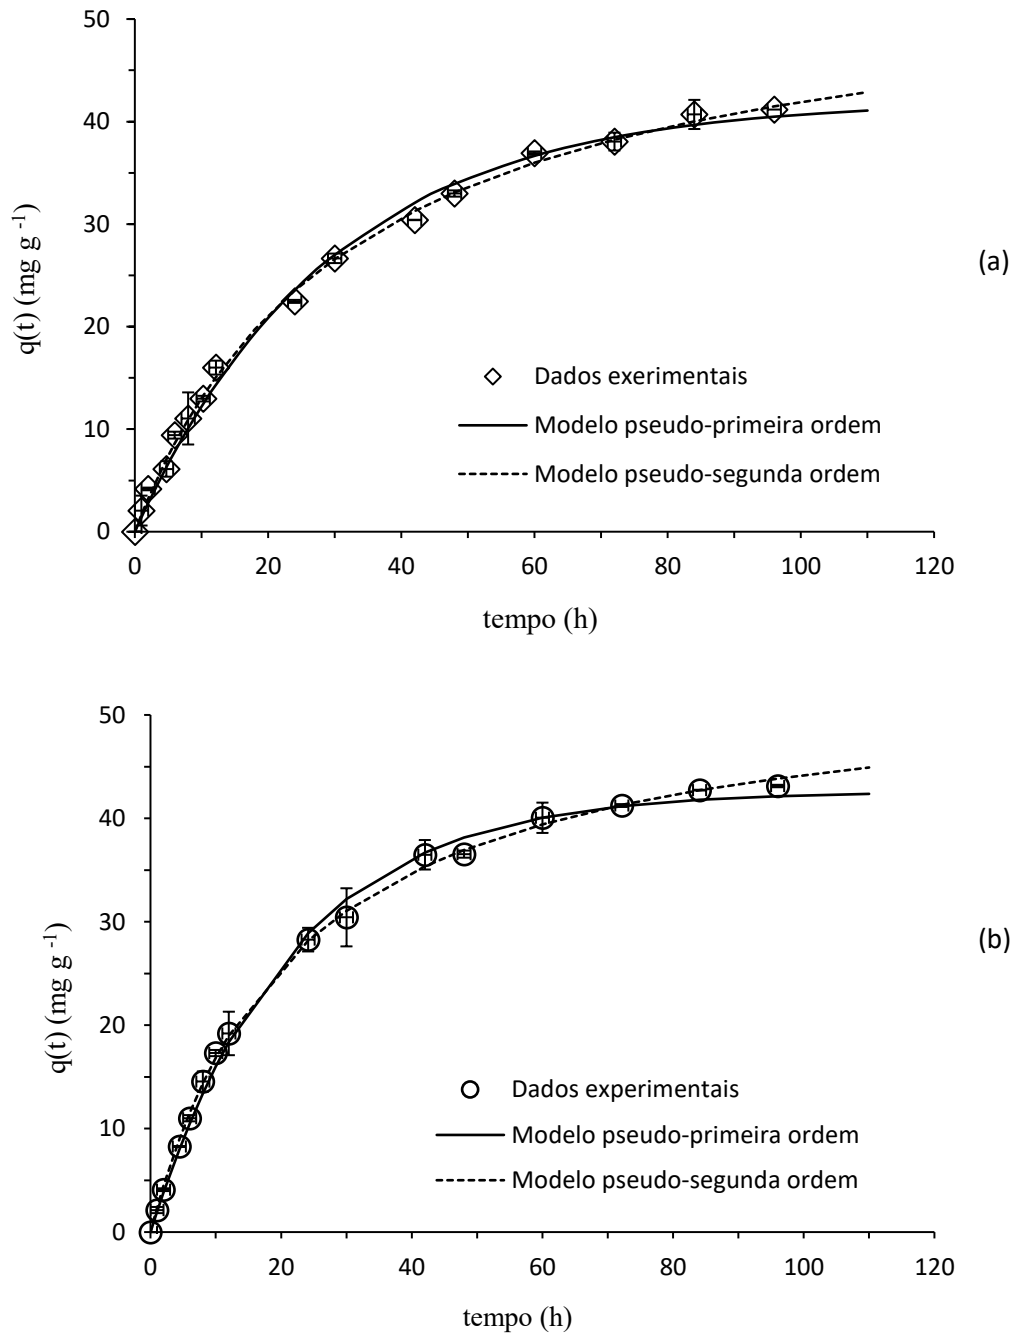 50
40
30
20
10
0
q(t) (mg g -1)
(a)
Dados exerimentais
Modelo pseudo-primeira ordem
Modelo pseudo-segunda ordem
0 20 40 60 80 100 120
tempo (h)
50
40
30
20
10
0
q(t) (mg g -1)
(b)
Dados experimentais
Modelo pseudo-primeira ordem
Modelo pseudo-segunda ordem
0 20 40 60 80 100 120
tempo (h)